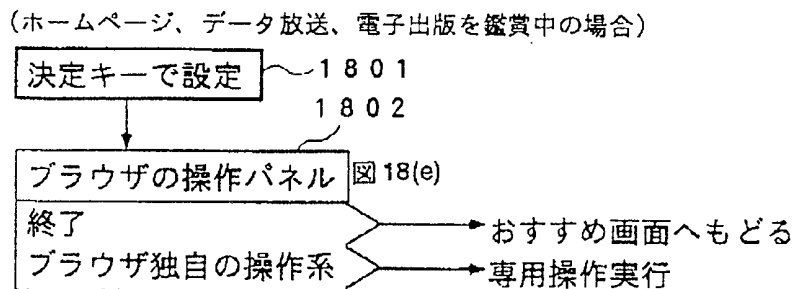 (ホームページ、データ放送、電子出版を鑑賞中の場合)
決定キーで設定 1801
1802
ブラウザの操作パネル 図18(e)
終了 おすすめ画面へもどる
ブラウザ独自の操作系 専用操作実行